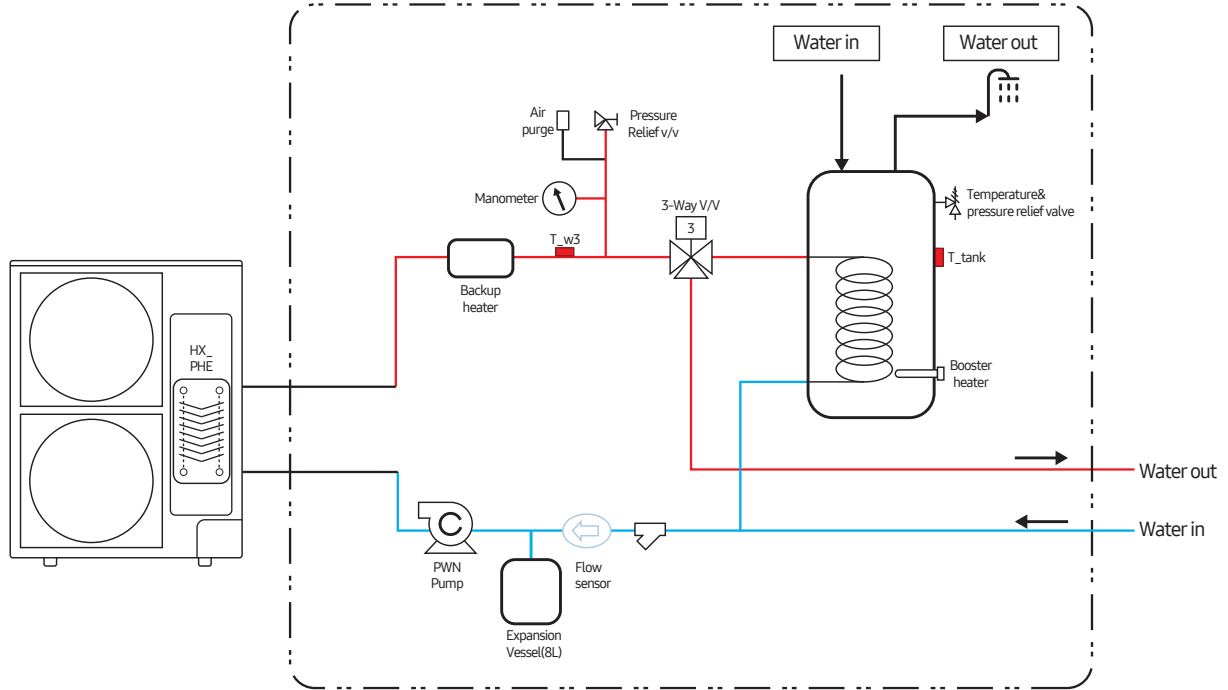 Water in
Water out
Air
purge
Pressure
Relief v/v
Manometer
3-Way V/V
3
Temperature&
pressure relief valve
T_w3
T_tank
Backup
heater
HX_
PHE
Booster
heater
Water out
Water in
PWN
Pump
Flow
sensor
Expansion
Vessel(8L)